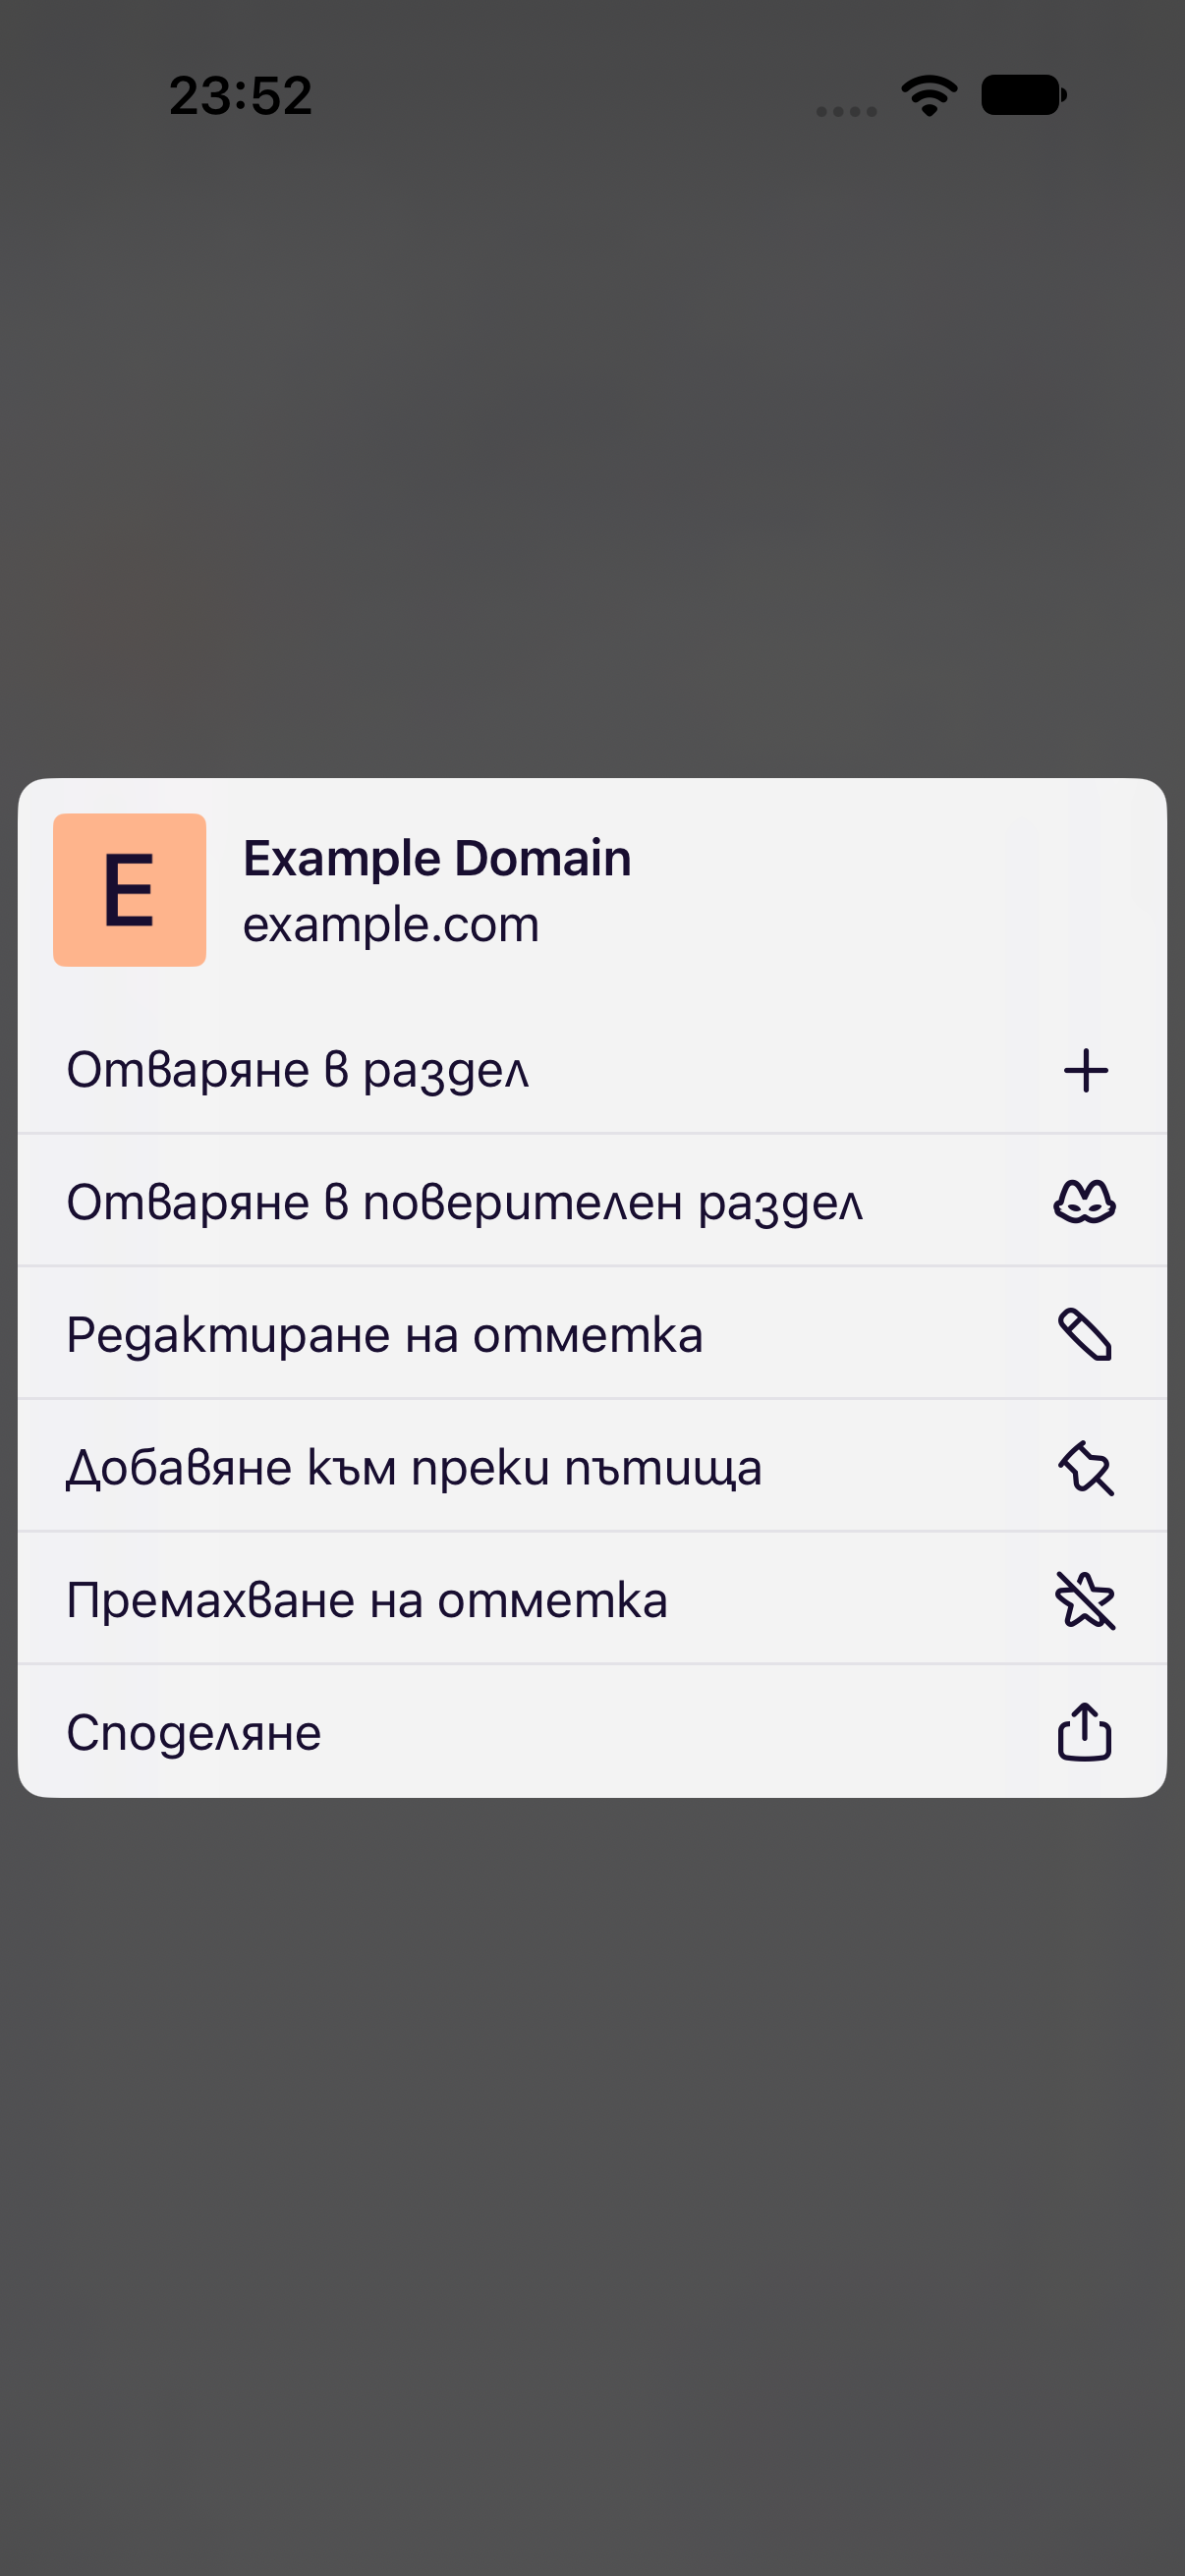 23:52
E
Example Domain
example.com
Отваряне в раздел
Отваряне в поверителен раздел
Редактиране на отметка
Добавяне към преки пътища
Премахване на отметка
Споделяне